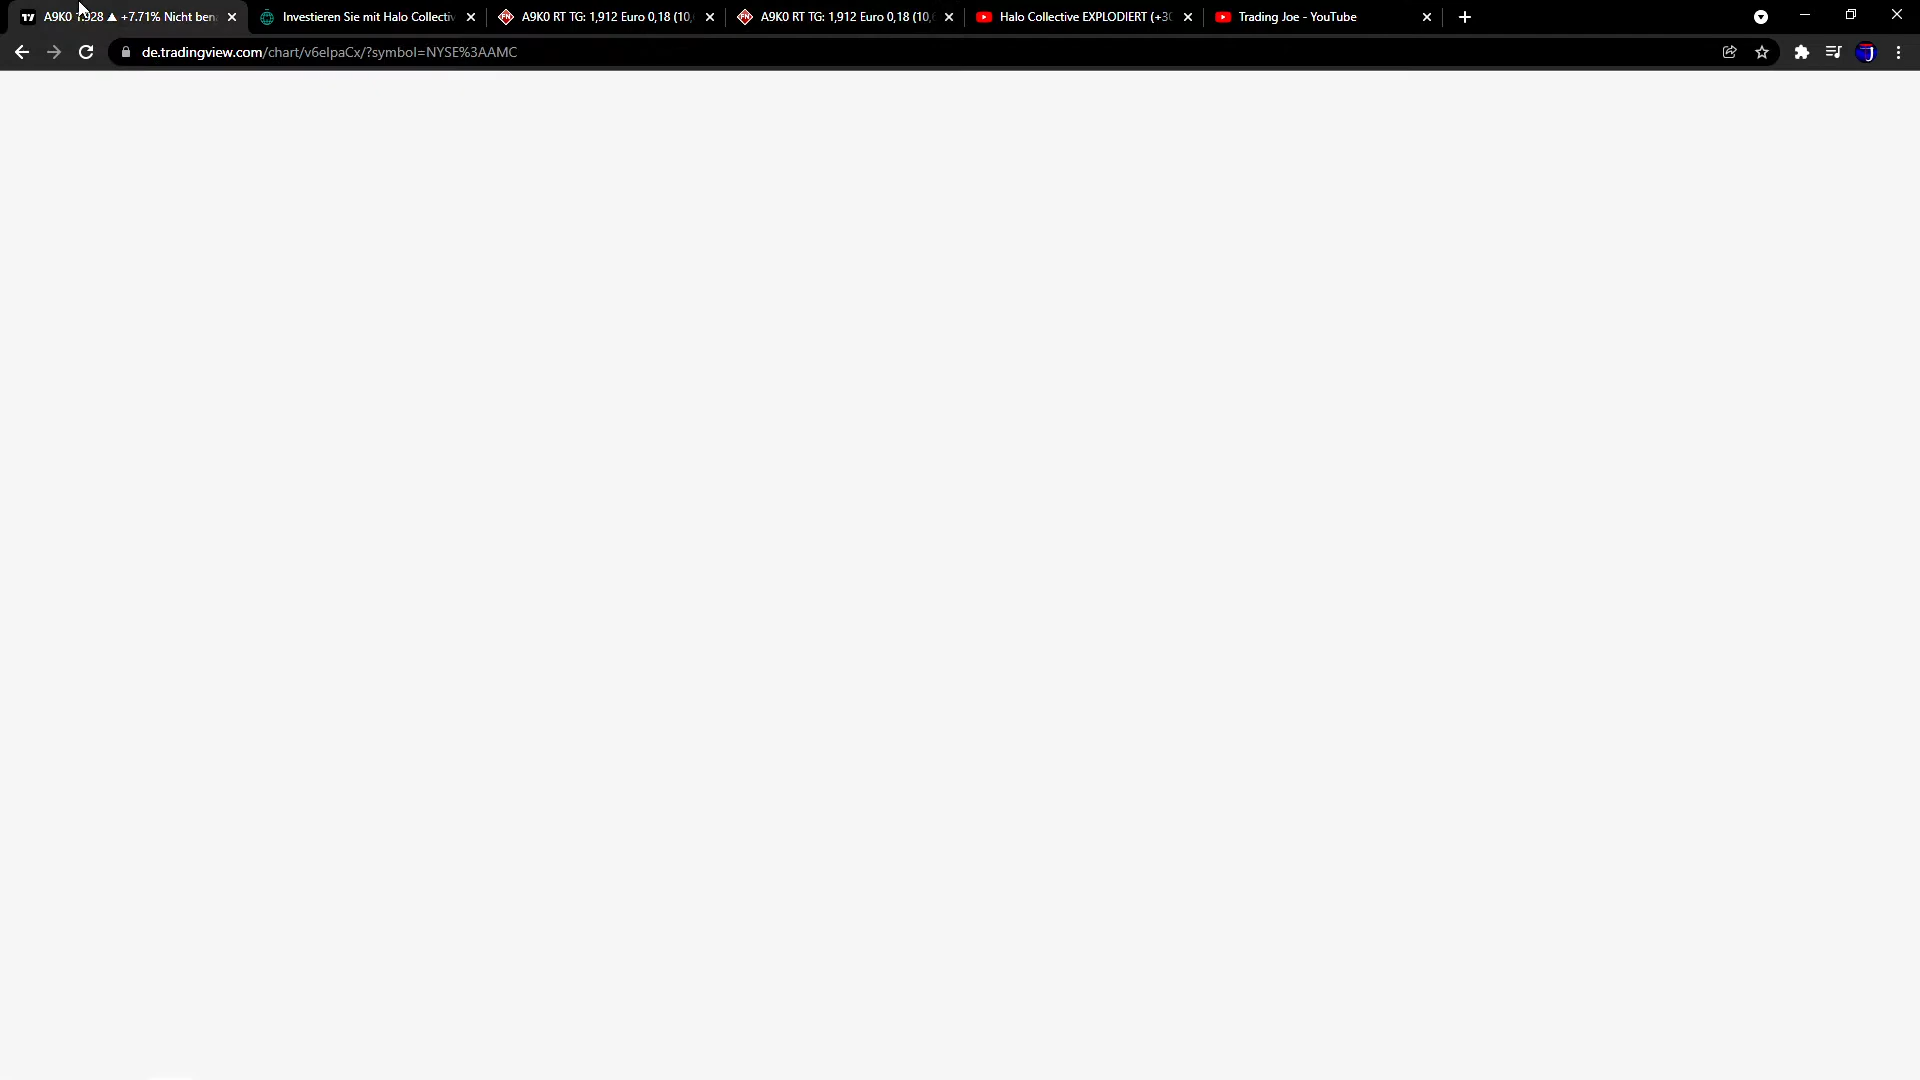 A9K0 1.928 ▲ +7.71% Nicht ben
Investieren Sie mit Halo Collectiv
A9K0 RT TG: 1,912 Euro 0,18 (10,
A9K0 RT TG: 1,912 Euro 0,18 (10,
Halo Collective EXPLODIERT (+30
Trading Joe - YouTube
de.tradingview.com/chart/v6elpaCx/?symbol=NYSE%3AAMC